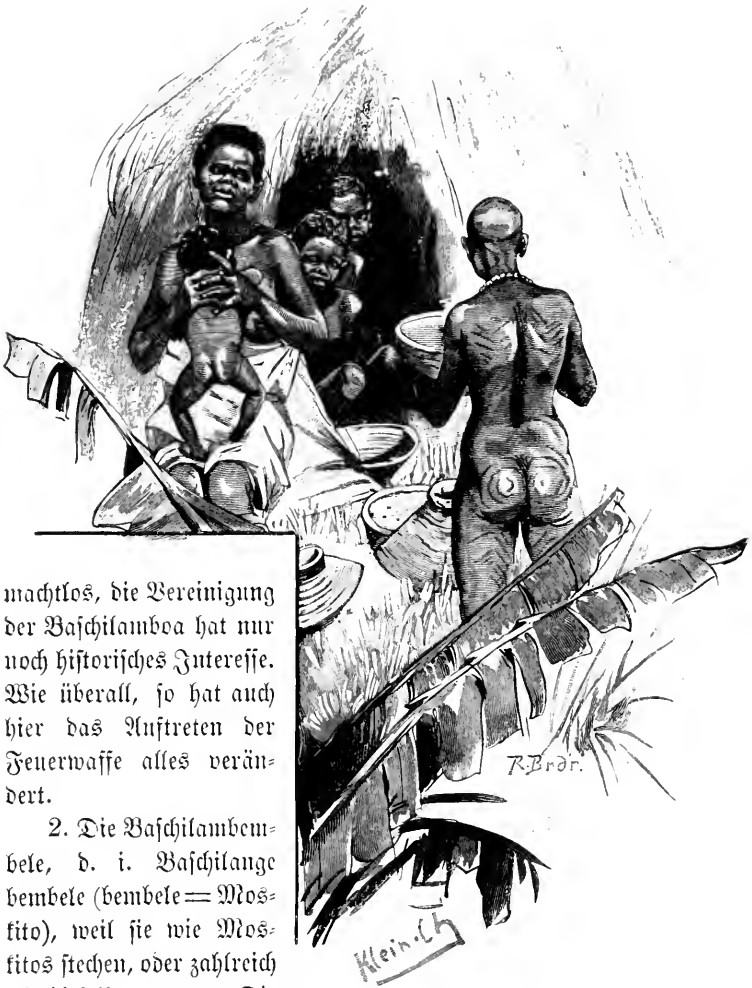 machtlos, die Vereinigung
der Baschilamboa hat nur
noch historisches Interesse.
Wie überall, so hat auch
hier das Auftreten der
Feuerwaffe alles verän-
dert.
2. Die Baschilambem-
bele, d. i. Baschilange
bembele (bembele = Mos-
kito), weil sie wie Mos-
kitos stechen, oder zahlreich
R. Brdr.
Klein. Ch